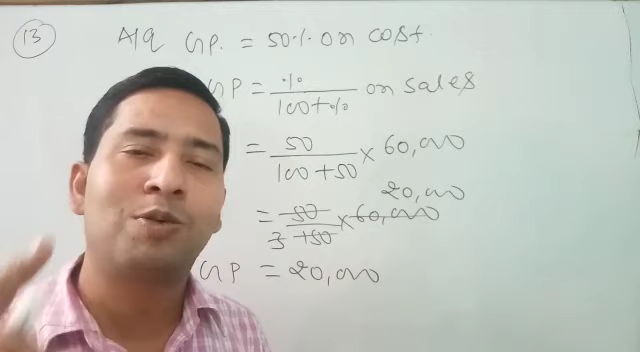 13
A/q GP. = 50% on cost.
GP = % / 100+% on sales
= 50 / 100+50 × 60,000
20,000
= 50 / 150 × 60,000
3
GP = 20,000